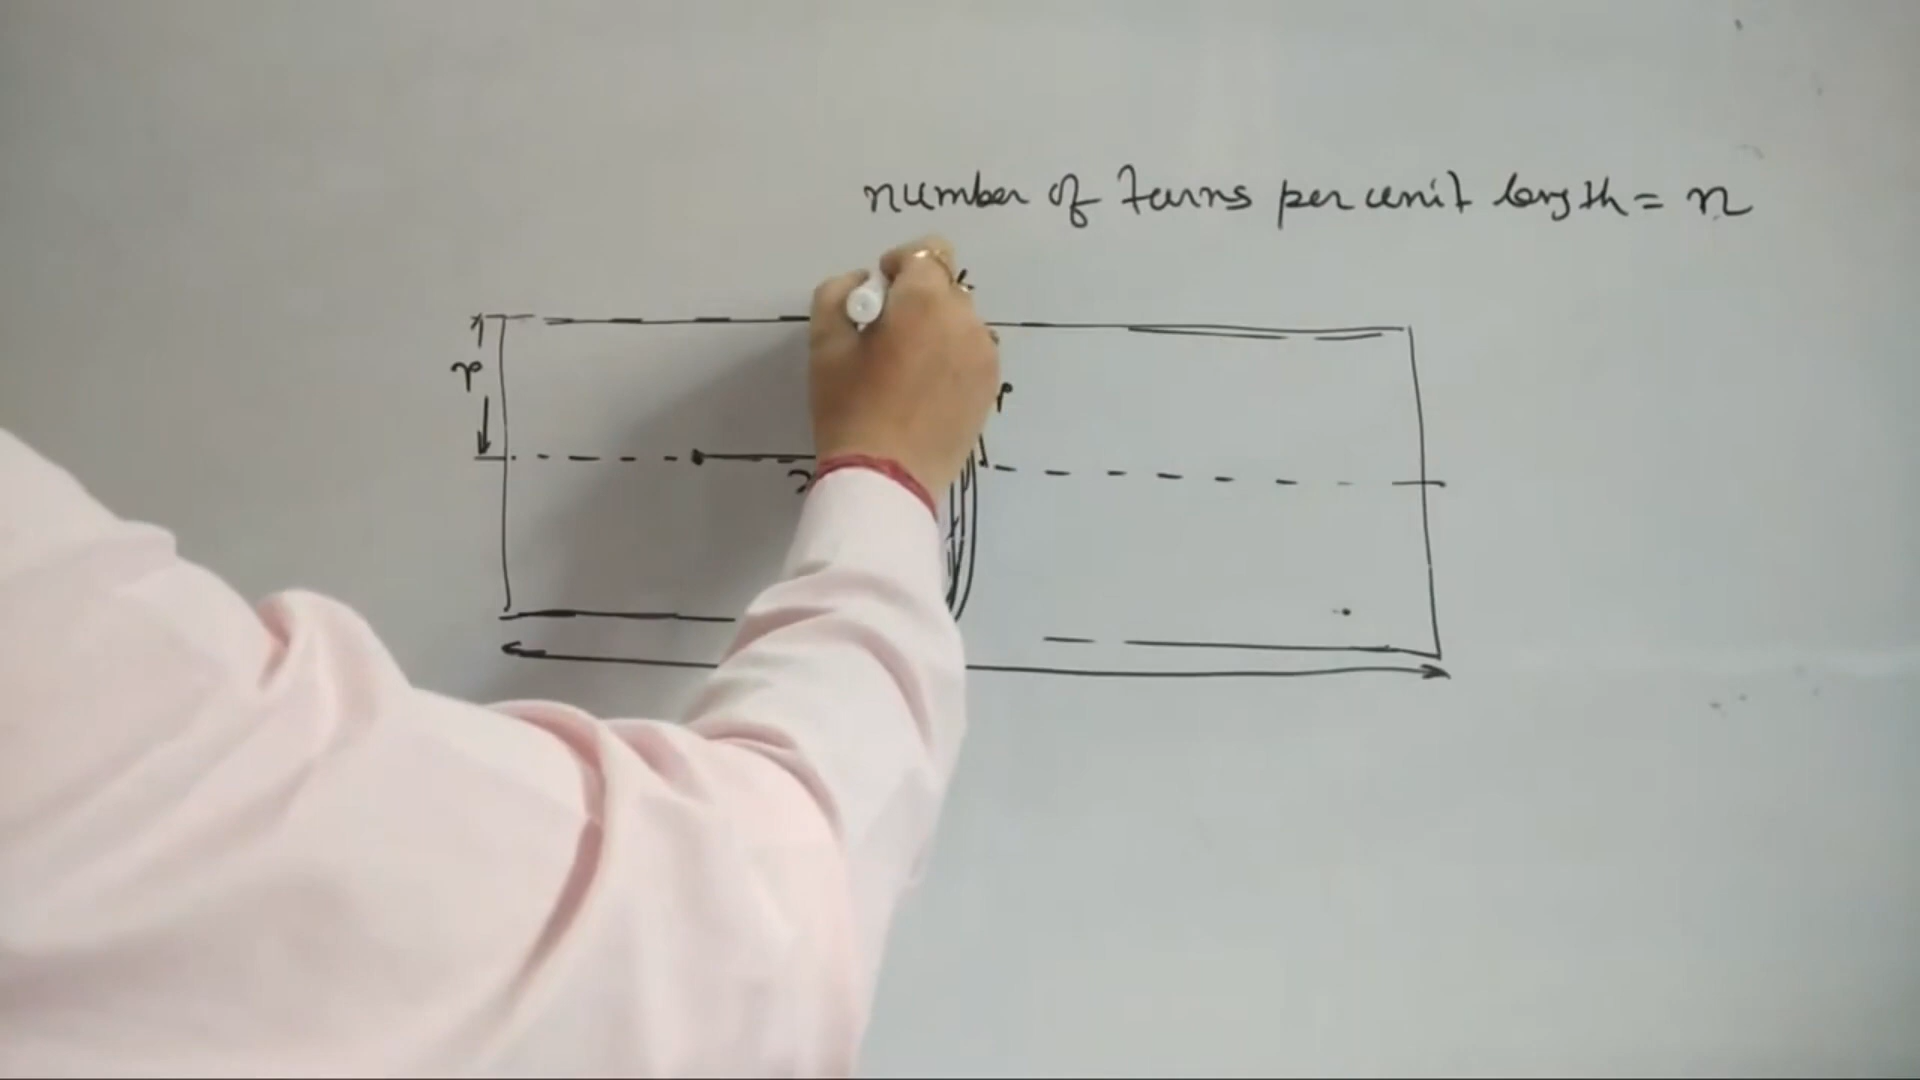 number of turns per unit length = n
r
r
x